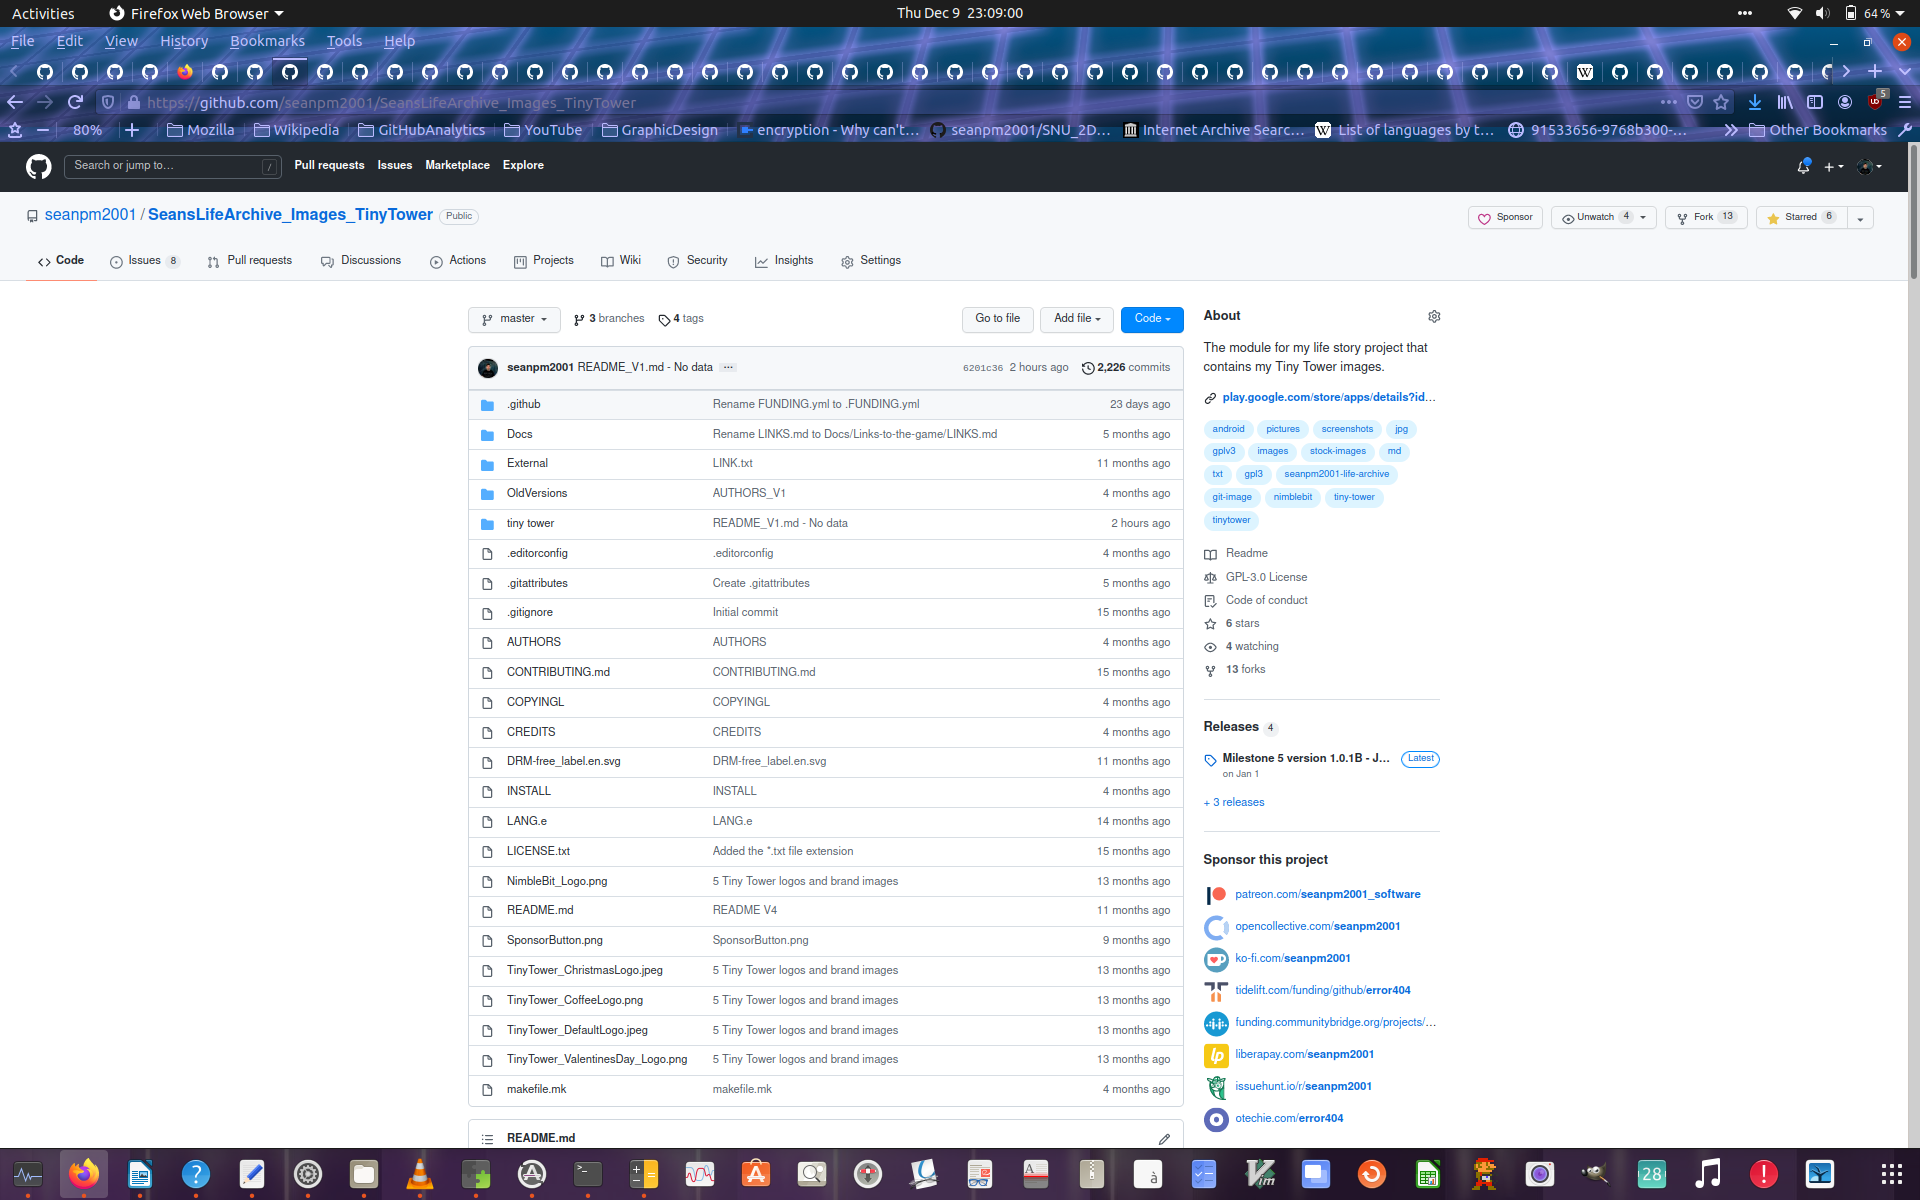 Activities Firefox Web Browser Thu Dec 9 23:09:00 64 %
File Edit View History Bookmarks Tools Help
https://github.com/seanpm2001/SeansLifeArchive_Images_TinyTower 5
80% Mozilla Wikipedia GitHubAnalytics YouTube GraphicDesign encryption - Why can't... seanpm2001/SNU_2D... Internet Archive Searc... List of languages by t... 91533656-9768b300-... Other Bookmarks
Search or jump to... / Pull requests Issues Marketplace Explore
seanpm2001 / SeansLifeArchive_Images_TinyTower Public Sponsor Unwatch 4 Fork 13 Starred 6
Code Issues 8 Pull requests Discussions Actions Projects Wiki Security Insights Settings
master 3 branches 4 tags Go to file Add file Code
seanpm2001 README_V1.md - No data 6201c36 2 hours ago 2,226 commits
.github Rename FUNDING.yml to .FUNDING.yml 23 days ago
Docs Rename LINKS.md to Docs/Links-to-the-game/LINKS.md 5 months ago
External LINK.txt 11 months ago
OldVersions AUTHORS_V1 4 months ago
tiny tower README_V1.md - No data 2 hours ago
.editorconfig .editorconfig 4 months ago
.gitattributes Create .gitattributes 5 months ago
.gitignore Initial commit 15 months ago
AUTHORS AUTHORS 4 months ago
CONTRIBUTING.md CONTRIBUTING.md 15 months ago
COPYINGL COPYINGL 4 months ago
CREDITS CREDITS 4 months ago
DRM-free_label.en.svg DRM-free_label.en.svg 11 months ago
INSTALL INSTALL 4 months ago
LANG.e LANG.e 14 months ago
LICENSE.txt Added the *.txt file extension 15 months ago
NimbleBit_Logo.png 5 Tiny Tower logos and brand images 13 months ago
README.md README V4 11 months ago
SponsorButton.png SponsorButton.png 9 months ago
TinyTower_ChristmasLogo.jpeg 5 Tiny Tower logos and brand images 13 months ago
TinyTower_CoffeeLogo.png 5 Tiny Tower logos and brand images 13 months ago
TinyTower_DefaultLogo.jpeg 5 Tiny Tower logos and brand images 13 months ago
TinyTower_ValentinesDay_Logo.png 5 Tiny Tower logos and brand images 13 months ago
makefile.mk makefile.mk 4 months ago
README.md
About
The module for my life story project that
contains my Tiny Tower images.
play.google.com/store/apps/details?id...
android pictures screenshots jpg
gplv3 images stock-images md
txt gpl3 seanpm2001-life-archive
git-image nimblebit tiny-tower
tinytower
Readme
GPL-3.0 License
Code of conduct
6 stars
4 watching
13 forks
Releases 4
Milestone 5 version 1.0.1B - J... Latest
on Jan 1
+ 3 releases
Sponsor this project
patreon.com/seanpm2001_software
opencollective.com/seanpm2001
ko-fi.com/seanpm2001
tidelift.com/funding/github/error404
funding.communitybridge.org/projects/...
liberapay.com/seanpm2001
issuehunt.io/r/seanpm2001
otechie.com/error404
28